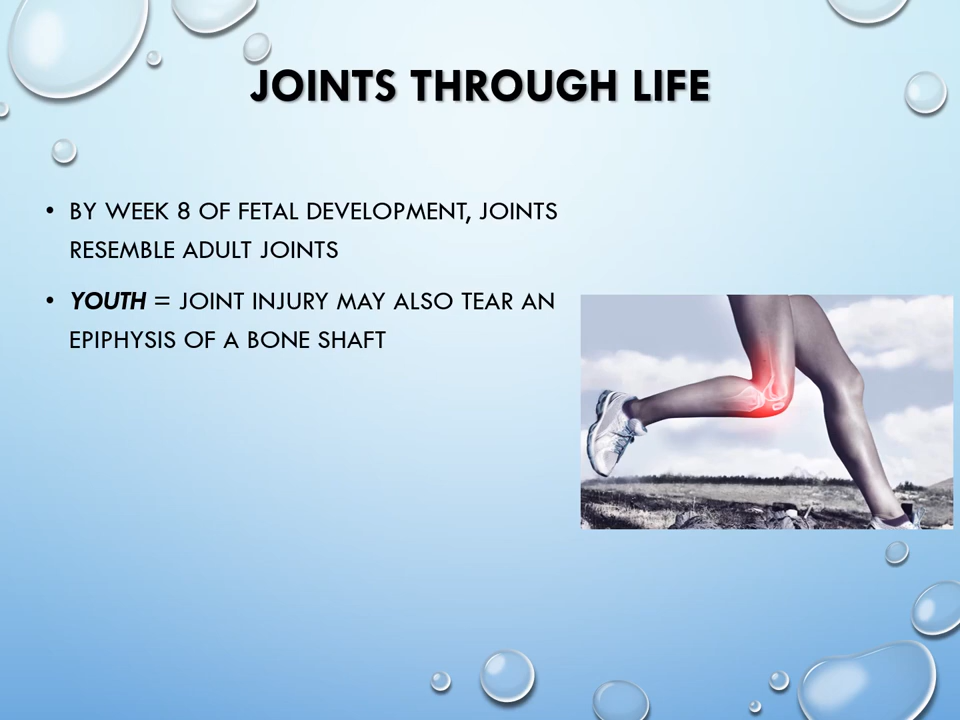 JOINTS THROUGH LIFE
• BY WEEK 8 OF FETAL DEVELOPMENT, JOINTS
RESEMBLE ADULT JOINTS
• YOUTH = JOINT INJURY MAY ALSO TEAR AN
EPIPHYSIS OF A BONE SHAFT